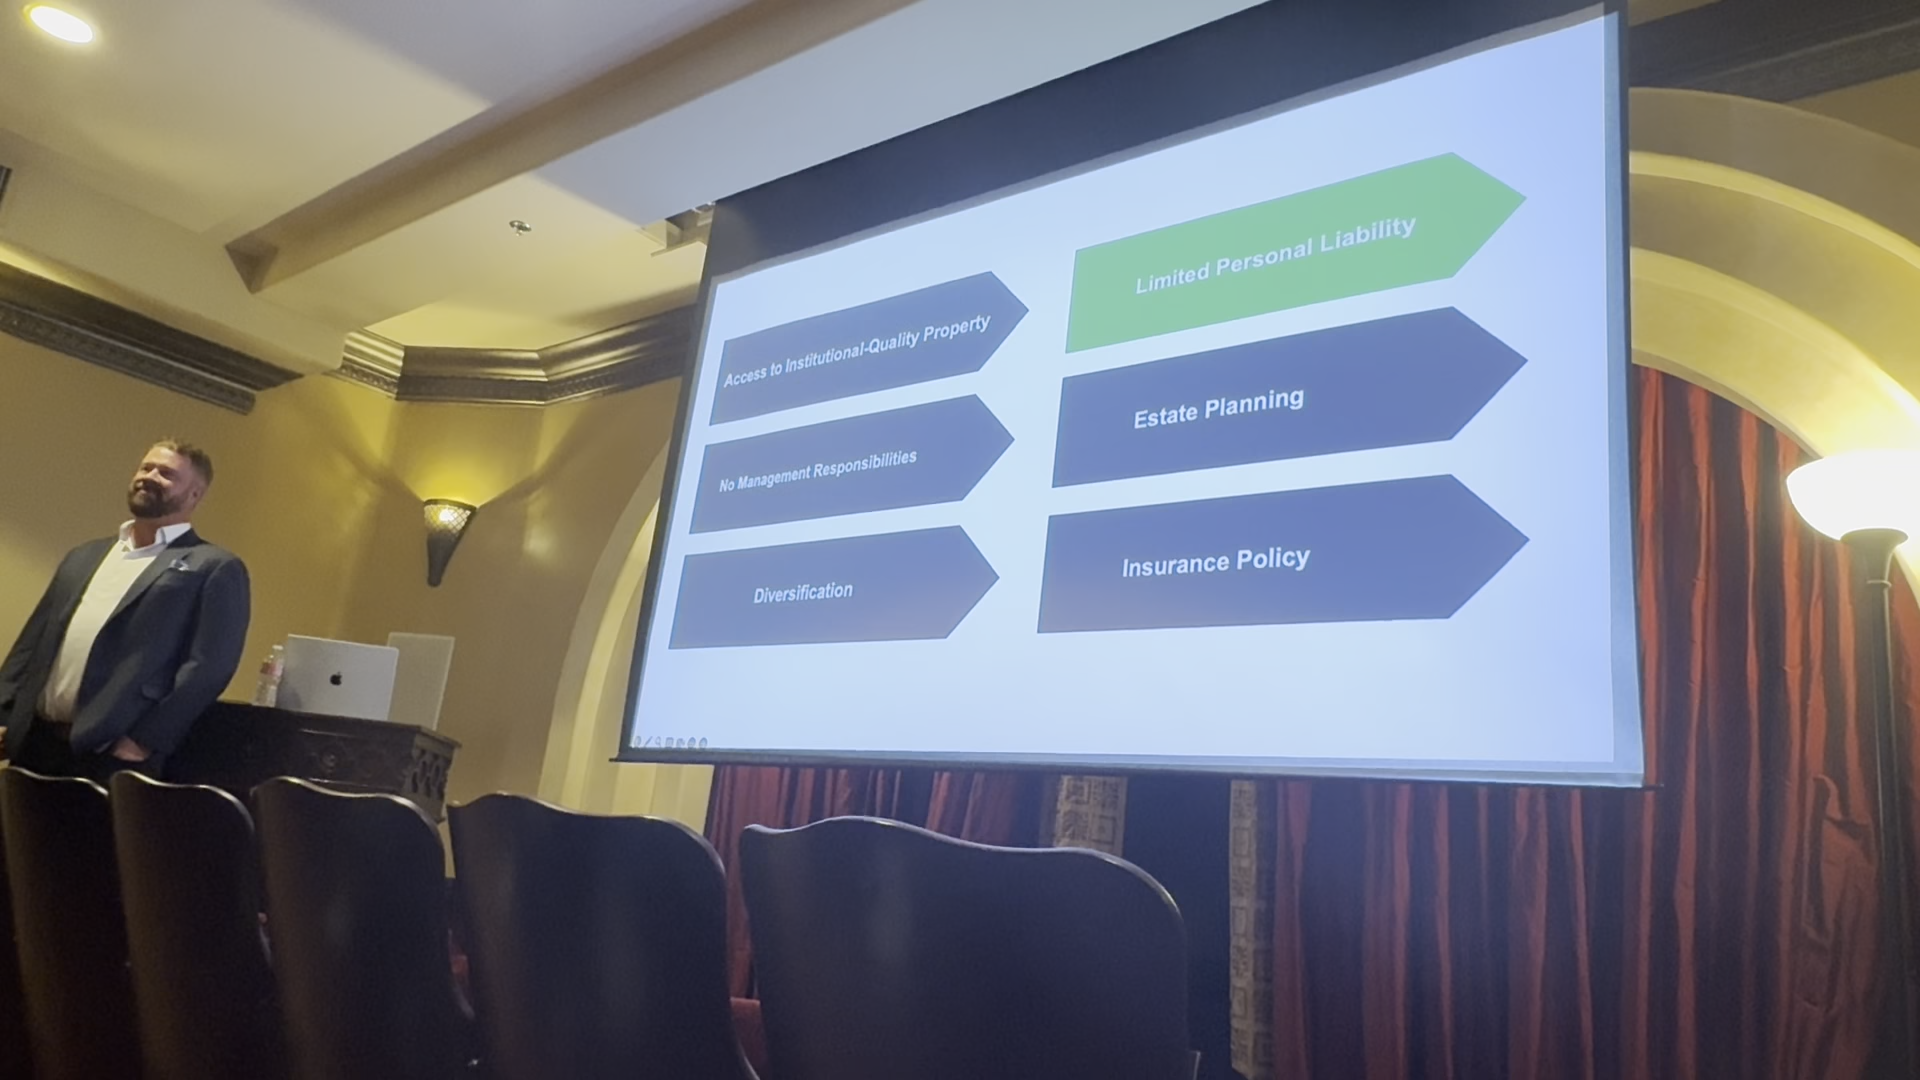 Access to Institutional-Quality Property
No Management Responsibilities
Diversification
Limited Personal Liability
Estate Planning
Insurance Policy